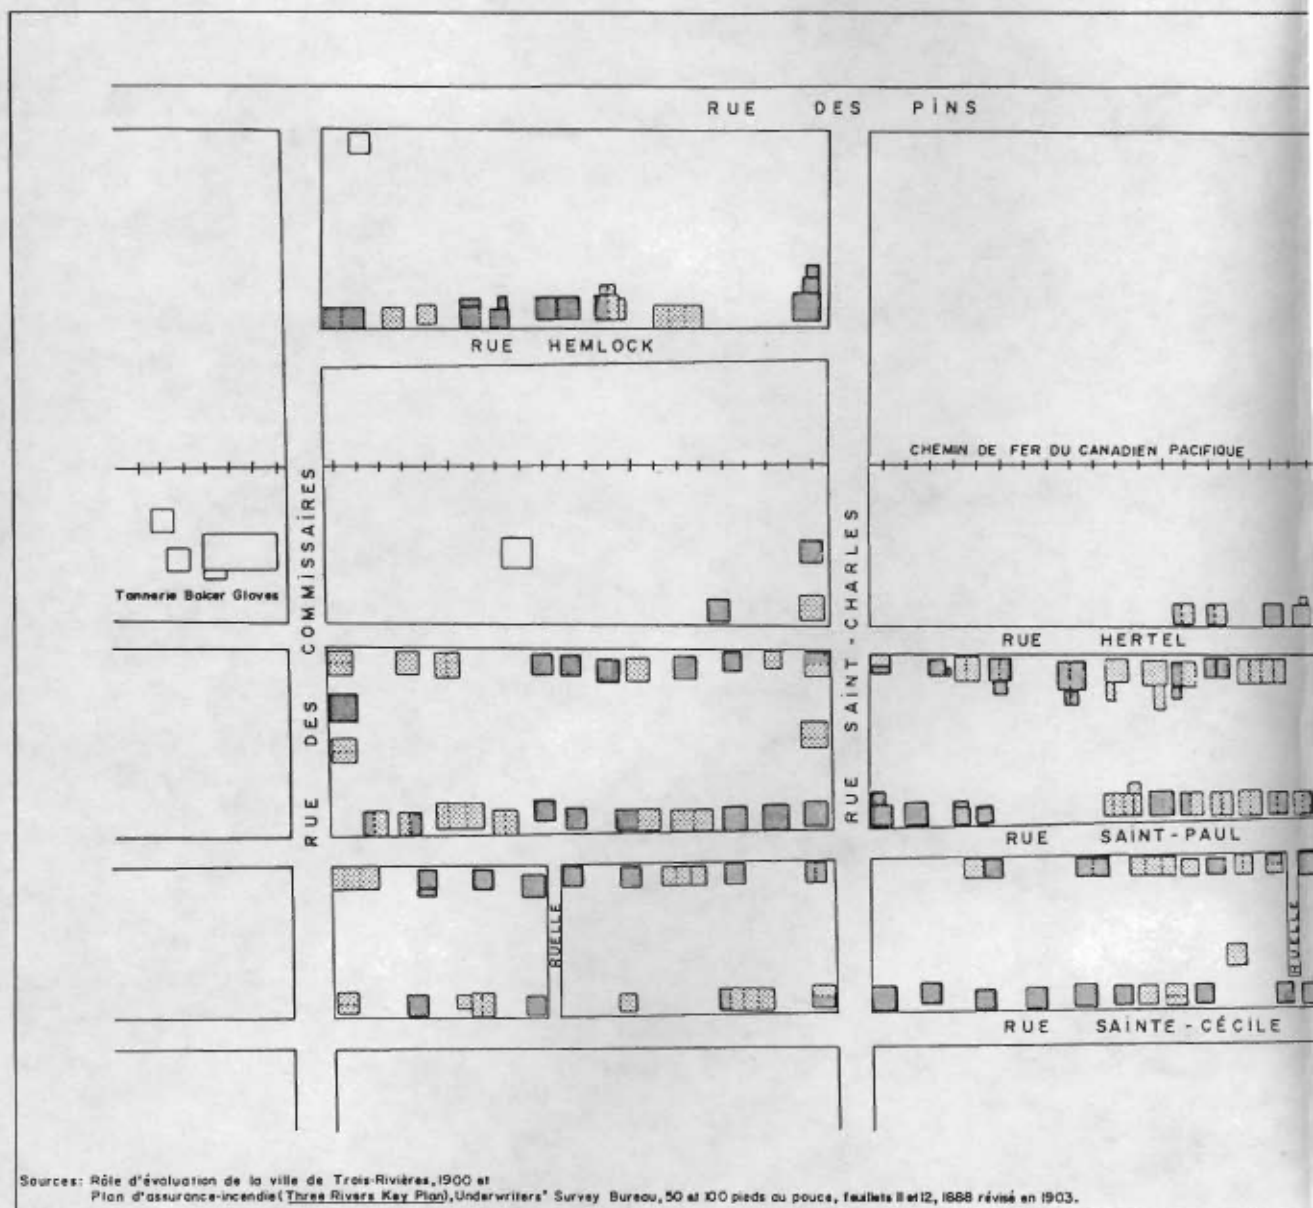 RUE DES PINS
RUE HEMLOCK
CHEMIN DE FER DU CANADIEN PACIFIQUE
RUE DES COMMISSAIRES
RUE SAINT-CHARLES
Tannerie Balcer Gloves
RUE HERTEL
RUE SAINT-PAUL
RUELLE
RUELLE
RUE SAINTE-CÉCILE
Sources: Rôle d'évaluation de la ville de Trois-Rivières, 1900 et
Plan d'assurance-incendie (Three Rivers Key Plan), Underwriters' Survey Bureau, 50 et 100 pieds au pouce, feuillets 11 et 12, 1888 révisé en 1903.